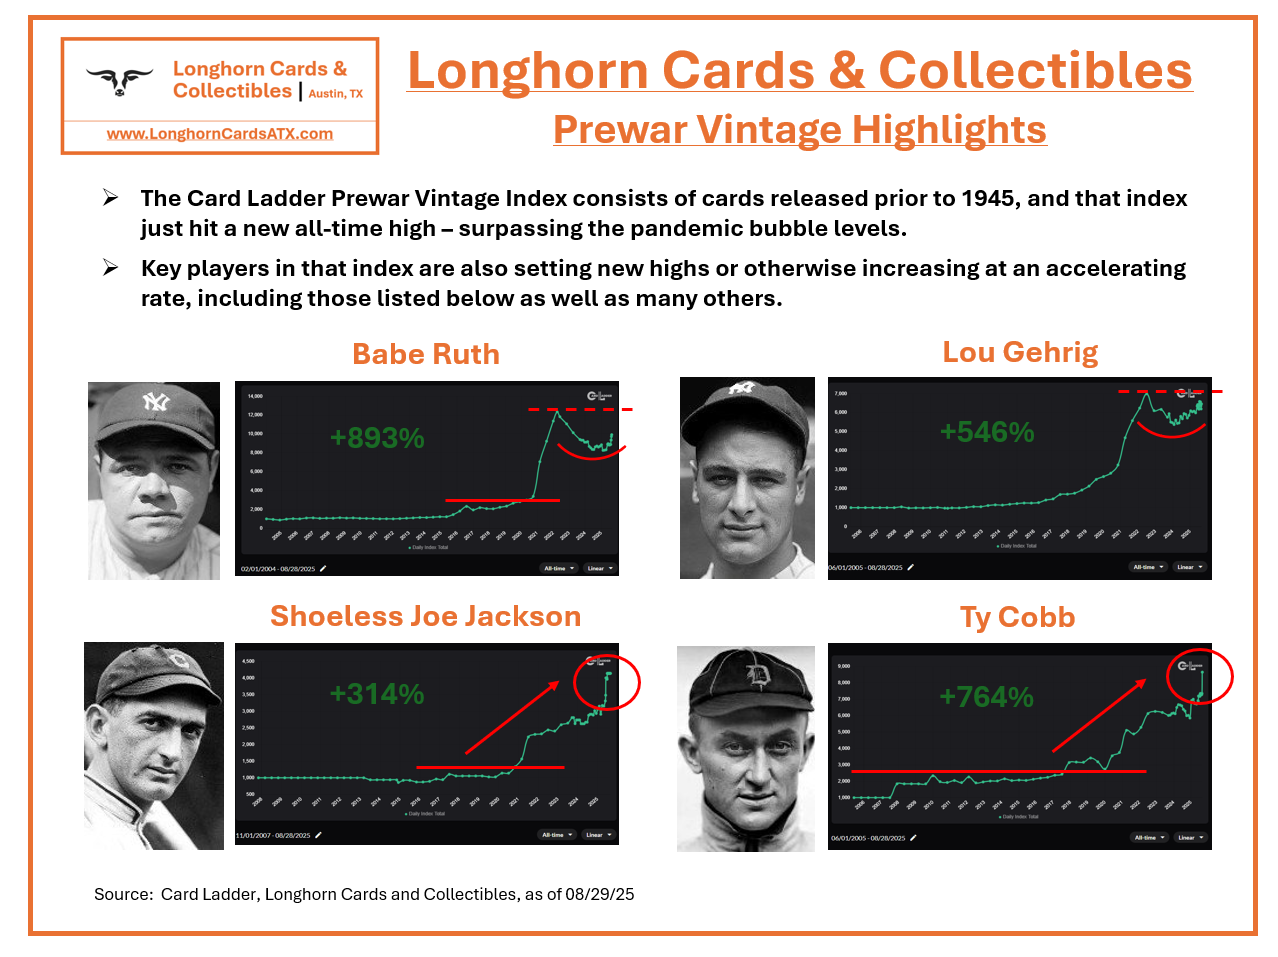 Longhorn Cards &
Collectibles | Austin, TX
www.LonghornCardsATX.com
Longhorn Cards & Collectibles
Prewar Vintage Highlights
➢ The Card Ladder Prewar Vintage Index consists of cards released prior to 1945, and that index
just hit a new all-time high – surpassing the pandemic bubble levels.
➢ Key players in that index are also setting new highs or otherwise increasing at an accelerating
rate, including those listed below as well as many others.
Babe Ruth
14,000
12,000
10,000
8,000
6,000
4,000
2,000
0
+893%
2005 2006 2007 2008 2009 2010 2011 2012 2013 2014 2015 2016 2017 2018 2019 2020 2021 2022 2023 2024 2025
Daily Index Total
02/01/2004 - 08/28/2025
All-time
Linear
Lou Gehrig
7,000
6,000
5,000
4,000
3,000
2,000
1,000
0
+546%
2006 2007 2008 2009 2010 2011 2012 2013 2014 2015 2016 2017 2018 2019 2020 2021 2022 2023 2024 2025
Daily Index Total
06/01/2005 - 08/28/2025
All-time
Linear
Shoeless Joe Jackson
4,500
4,000
3,500
3,000
2,500
2,000
1,500
1,000
500
+314%
2008 2009 2010 2011 2012 2013 2014 2015 2016 2017 2018 2019 2020 2021 2022 2023 2024 2025
Daily Index Total
11/01/2007 - 08/28/2025
All-time
Linear
Ty Cobb
9,000
8,000
7,000
6,000
5,000
4,000
3,000
2,000
1,000
+764%
2006 2007 2008 2009 2010 2011 2012 2013 2014 2015 2016 2017 2018 2019 2020 2021 2022 2023 2024 2025
Daily Index Total
06/01/2005 - 08/28/2025
All-time
Linear
Source: Card Ladder, Longhorn Cards and Collectibles, as of 08/29/25